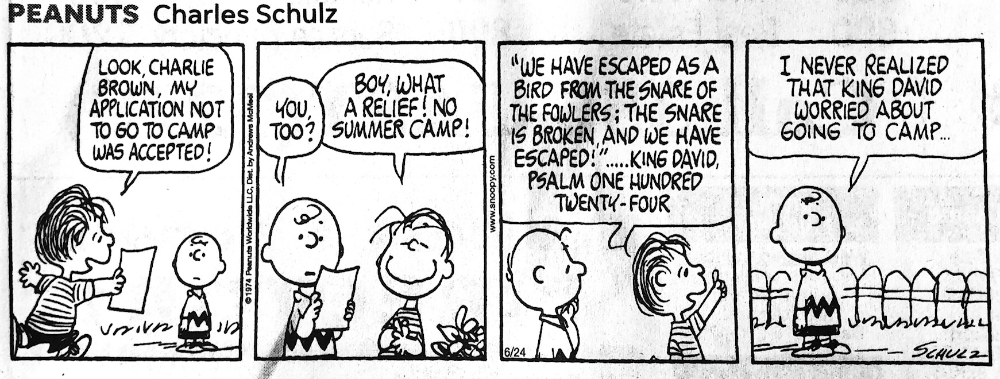 PEANUTS Charles Schulz
LOOK, CHARLIE
BROWN, MY
APPLICATION NOT
TO GO TO CAMP
WAS ACCEPTED!
©1974 Peanuts Worldwide LLC, Dist. by Andrews McMeel
YOU,
TOO?
BOY, WHAT
A RELIEF! NO
SUMMER CAMP!
www.snoopy.com
"WE HAVE ESCAPED AS A
BIRD FROM THE SNARE OF
THE FOWLERS; THE SNARE
IS BROKEN, AND WE HAVE
ESCAPED!".....KING DAVID,
PSALM ONE HUNDRED
TWENTY-FOUR
6/24
I NEVER REALIZED
THAT KING DAVID
WORRIED ABOUT
GOING TO CAMP...
SCHULZ